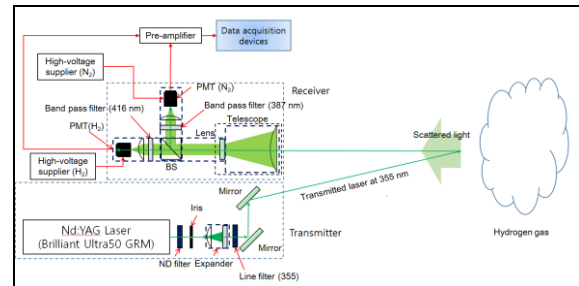 Pre-amplifier
Data acquisition
devices
High-voltage
supplier (N₂)
PMT (N₂)
Receiver
Band pass filter (416 nm)
Band pass filter (387 nm)
PMT(H₂)
Lens
Telescope
High-voltage
supplier (H₂)
BS
Scattered light
Transmitted laser at 355 nm
Mirror
Iris
Nd:YAG Laser
(Brilliant Ultra50 GRM)
Transmitter
Hydrogen gas
ND filter
Expander
Mirror
Line filter (355)